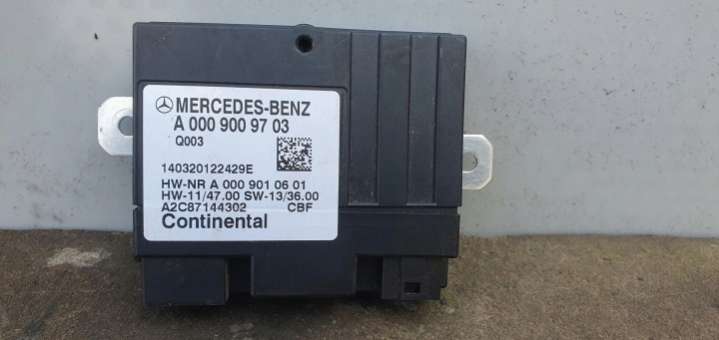 MERCEDES-BENZ
A 000 900 97 03
Q003
140320122429E
HW-NR A 000 901 06 01
HW-11/47.00 SW-13/36.00
A2C87144302 CBF
Continental